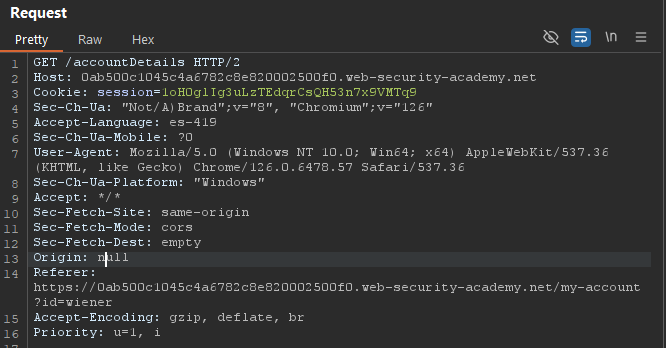 Request
Pretty Raw Hex
\n
1 GET /accountDetails HTTP/2
2 Host: 0ab500c1045c4a6782c8e820002500f0.web-security-academy.net
3 Cookie: session=1oHOglIg3uLzTEdqrCsQH53n7x9VMTq9
4 Sec-Ch-Ua: "Not/A)Brand";v="8", "Chromium";v="126"
5 Accept-Language: es-419
6 Sec-Ch-Ua-Mobile: ?0
7 User-Agent: Mozilla/5.0 (Windows NT 10.0; Win64; x64) AppleWebKit/537.36
(KHTML, like Gecko) Chrome/126.0.6478.57 Safari/537.36
8 Sec-Ch-Ua-Platform: "Windows"
9 Accept: */*
10 Sec-Fetch-Site: same-origin
11 Sec-Fetch-Mode: cors
12 Sec-Fetch-Dest: empty
13 Origin: null
14 Referer:
https://0ab500c1045c4a6782c8e820002500f0.web-security-academy.net/my-account
?id=wiener
15 Accept-Encoding: gzip, deflate, br
16 Priority: u=1, i